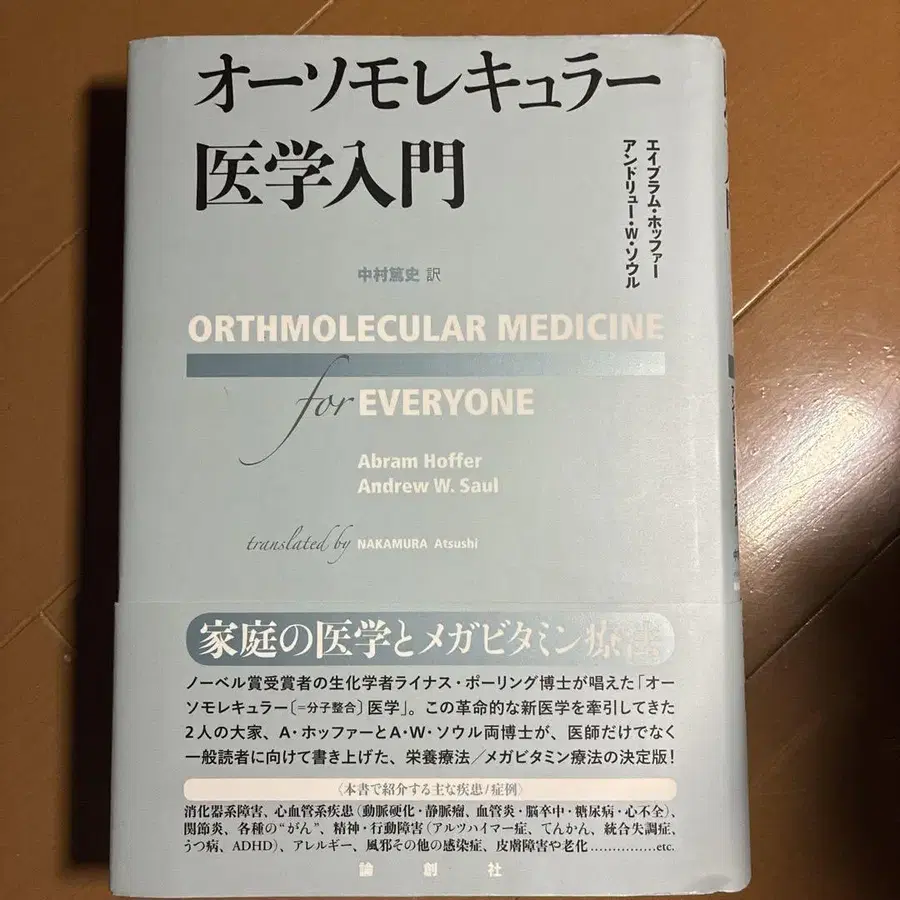 オーソモレキュラー
医学入門
エイブラム・ホッファー
アンドリュー・W・ソウル
中村篤史 訳
ORTHMOLECULAR MEDICINE
for EVERYONE
Abram Hoffer
Andrew W. Saul
translated by NAKAMURA Atsushi
家庭の医学とメガビタミン療法
ノーベル賞受賞者の生化学者ライナス・ポーリング博士が唱えた「オー
ソモレキュラー〔=分子整合〕医学」。この革命的な新医学を牽引してきた
2人の大家、A・ホッファーとA・W・ソウル両博士が、医師だけでなく
一般読者に向けて書き上げた、栄養療法/メガビタミン療法の決定版!
〈本書で紹介する主な疾患/症例〉
消化器系障害、心血管系疾患(動脈硬化・静脈瘤、血管炎・脳卒中・糖尿病・心不全)、
関節炎、各種の“がん”、精神・行動障害(アルツハイマー症、てんかん、統合失調症、
うつ病、ADHD)、アレルギー、風邪その他の感染症、皮膚障害や老化……………etc.
論創社